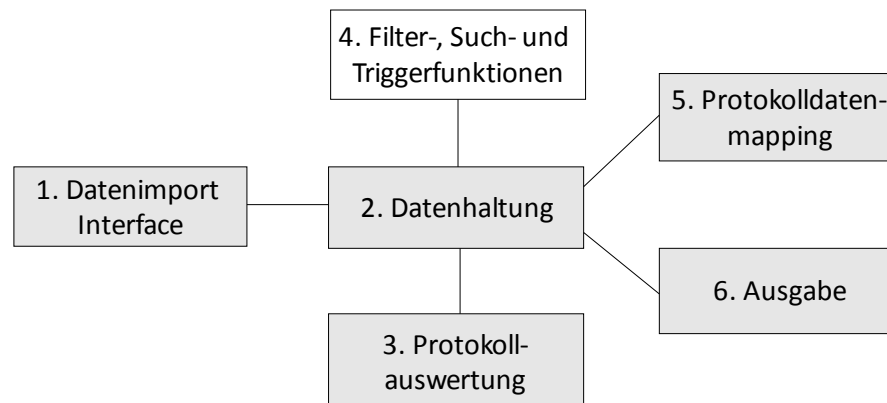 4. Filter-, Such- und
Triggerfunktionen
5. Protokolldaten-
mapping
1. Datenimport
Interface
2. Datenhaltung
6. Ausgabe
3. Protokoll-
auswertung